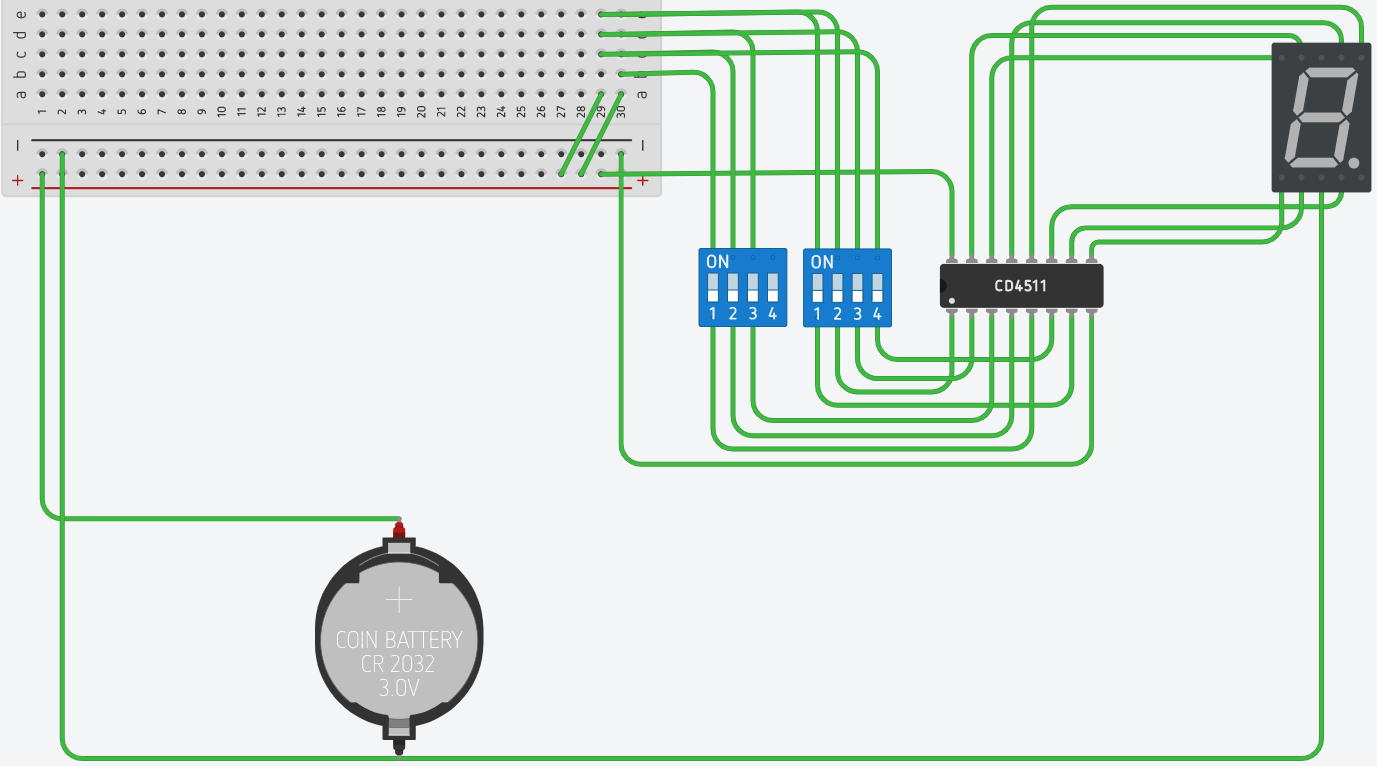 e
d
c
b
a
a
1 2 3 4 5 6 7 8 9 10 11 12 13 14 15 16 17 18 19 20 21 22 23 24 25 26 27 28 29 30
− −
+ +
ON ON
1 2 3 4 1 2 3 4
CD4511
COIN BATTERY
CR 2032
3.0V